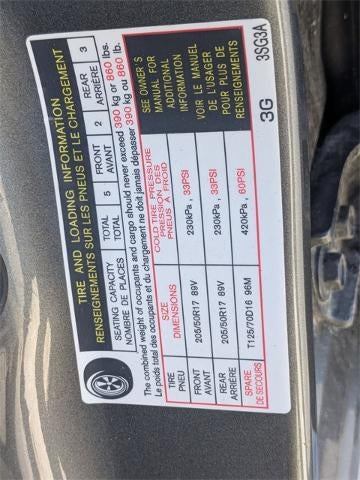 TIRE AND LOADING INFORMATION
RENSEIGNEMENTS SUR LES PNEUS ET LE CHARGEMENT
SEATING CAPACITY TOTAL 5 FRONT 2 REAR 3
NOMBRE DE PLACES TOTAL AVANT ARRIÈRE
The combined weight of occupants and cargo should never exceed 390 kg or 860 lbs.
Le poids total des occupants et du chargement ne doit jamais dépasser 390 kg ou 860 lb.
TIRE SIZE COLD TIRE PRESSURE SEE OWNER'S
PNEU DIMENSIONS PRESSION DES MANUAL FOR
PNEUS À FROID ADDITIONAL
INFORMATION
FRONT 205/50R17 89V 230kPa, 33PSI
AVANT
VOIR LE MANUEL
DE L'USAGER
REAR 205/50R17 89V 230kPa, 33PSI POUR PLUS DE
ARRIÈRE RENSEIGNEMENTS
SPARE T125/70D16 96M 420kPa, 60PSI
DE SECOURS
3G 3SG3A